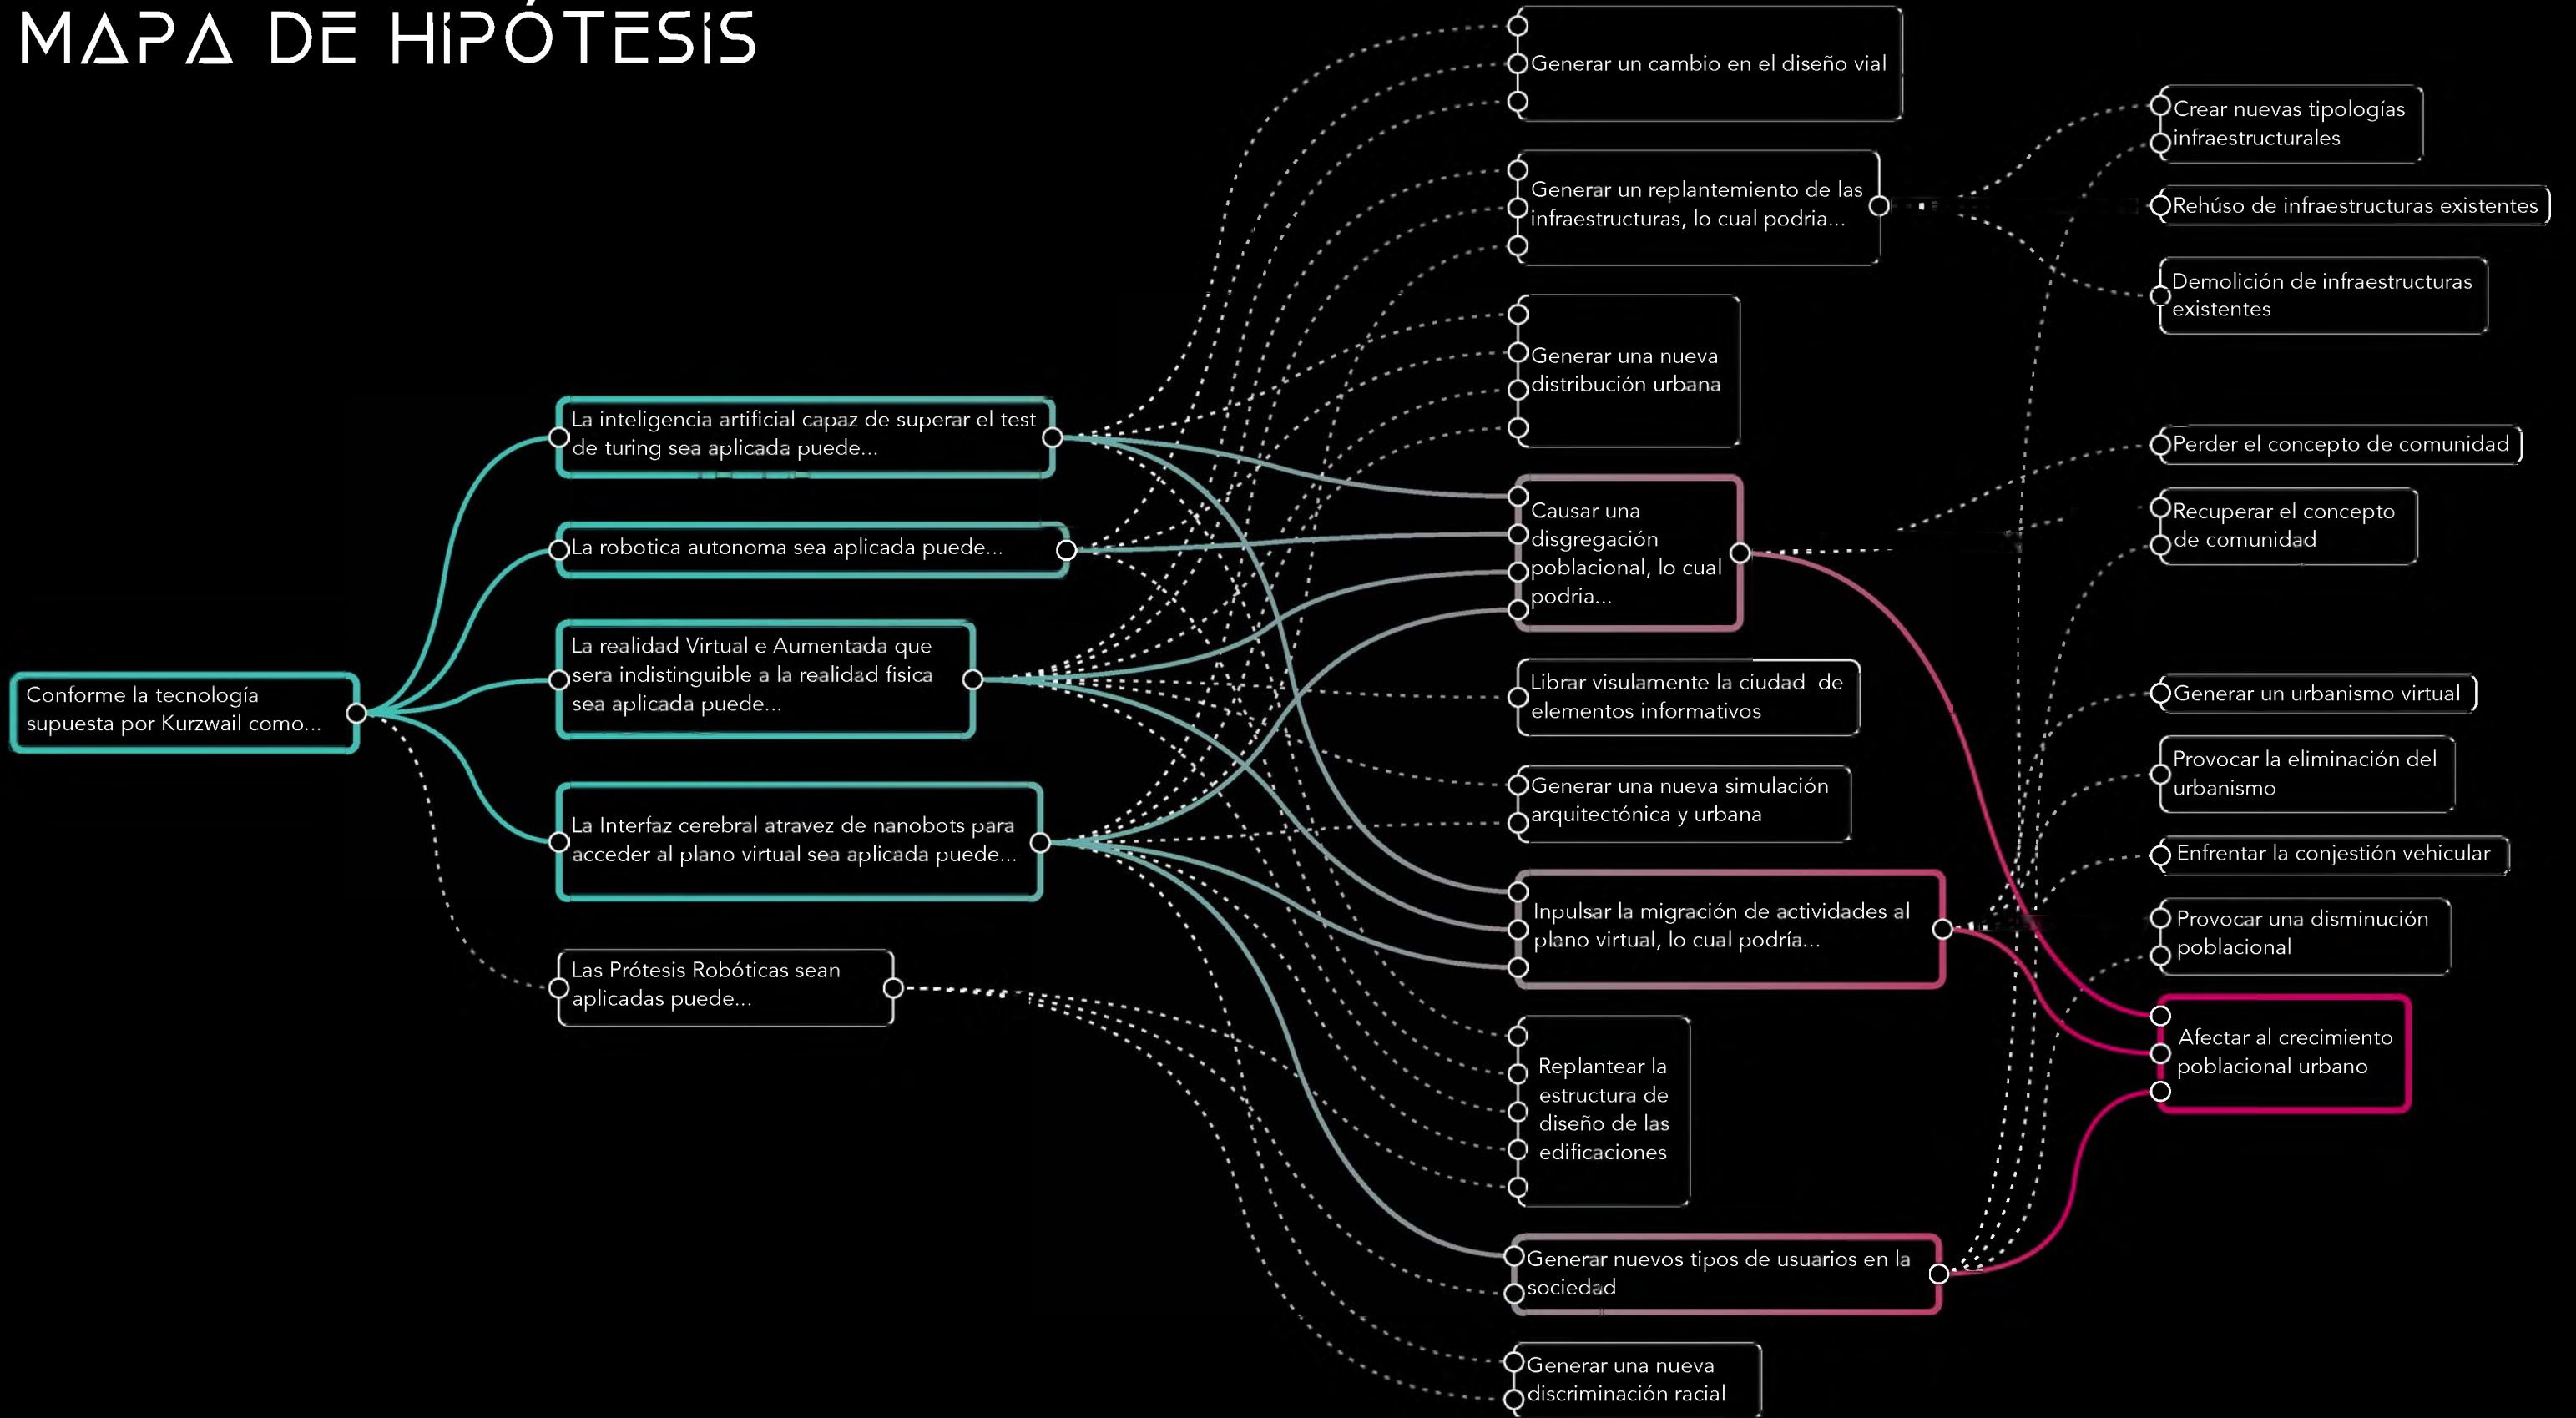 MAPA DE HIPÓTESIS
Conforme la tecnología
supuesta por Kurzwail como...
La inteligencia artificial capaz de superar el test
de turing sea aplicada puede...
La robotica autonoma sea aplicada puede...
La realidad Virtual e Aumentada que
sera indistinguible a la realidad fisica
sea aplicada puede...
La Interfaz cerebral atravez de nanobots para
acceder al plano virtual sea aplicada puede...
Las Prótesis Robóticas sean
aplicadas puede...
Generar un cambio en el diseño vial
Generar un replantemiento de las
infraestructuras, lo cual podria...
Generar una nueva
distribución urbana
Causar una
disgregación
poblacional, lo cual
podria...
Librar visulamente la ciudad de
elementos informativos
Generar una nueva simulación
arquitectónica y urbana
Inpulsar la migración de actividades al
plano virtual, lo cual podría...
Replantear la
estructura de
diseño de las
edificaciones
Generar nuevos tipos de usuarios en la
sociedad
Generar una nueva
discriminación racial
Crear nuevas tipologías
infraestructurales
Rehúso de infraestructuras existentes
Demolición de infraestructuras
existentes
Perder el concepto de comunidad
Recuperar el concepto
de comunidad
Generar un urbanismo virtual
Provocar la eliminación del
urbanismo
Enfrentar la conjestión vehicular
Provocar una disminución
poblacional
Afectar al crecimiento
poblacional urbano